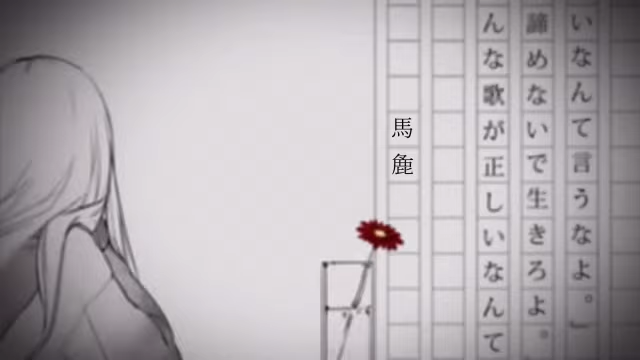 いなんて言うなよ。」
諦めないで生きろよ。
んな歌が正しいなんて
馬鹿